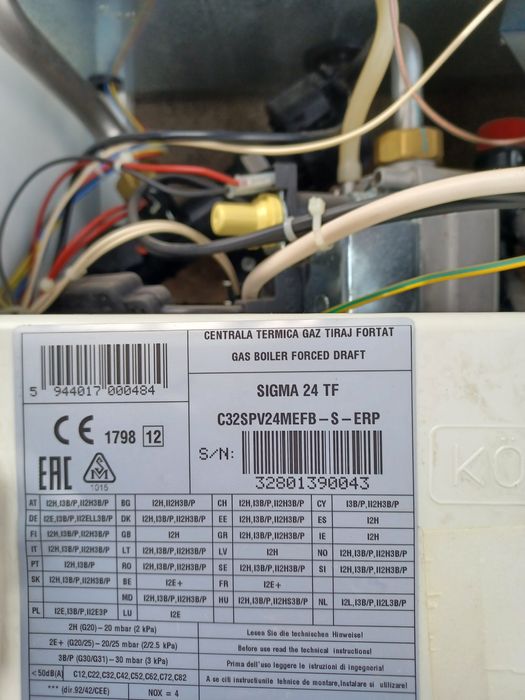 CENTRALA TERMICA GAZ TIRAJ FORTAT
GAS BOILER FORCED DRAFT
5 944017 000484
SIGMA 24 TF
C32SPV24MEFB-S-ERP
CE 1798 12
S/N: 32801390043
EAC
1015
KÖ
AT I2H,I3B/P,II2H3B/P BG I2H,II2H3B/P CH I2H,I3B/P,II2H3B/P CY I3B/P,II2H3B/P
DE I2E,I3B/P,II2ELL3B/P DK I2H,I3B/P,II2H3B/P EE I2H,I3B/P,II2H3B/P ES I2H
FI I2H,I3B/P,II2H3B/P GB I2H GR I2H,I3B/P,II2H3B/P IE I2H
IT I2H,I3B/P,II2H3B/P LT I2H,I3B/P,II2H3B/P LV I2H NO I2H,I3B/P,II2H3B/P
PT I2H,I3B/P RO I2H,I3B/P,II2H3B/P SE I2H,I3B/P,II2H3B/P SI I2H,I3B/P,II2H3B/P
SK I2H,I3B/P,II2H3B/P BE I2E+ FR I2E+
MD I2H,I3B/P,II2H3B/P HU I2H,I3B/P,II2HS3B/P NL I2L,I3B/P,II2L3B/P
PL I2E,I3B/P,II2E3P LU I2E
2H (G20)-20 mbar (2 kPa) Lesen Sie die technischen Hinweise!
2E+ (G20)-20/25 mbar (2/2.5 kPa) Before use read the technical instructions!
3B/P (G30/G31)-30 mbar (3 kPa) Prima dell'uso leggere le istruzioni di ingegneria!
<50dB(A) C12,C22,C32,C42,C52,C62,C72,C82 A se citi instructiunile tehnice de montare,instalare si utilizare!
*** (dir.92/42/CEE) NOX = 4